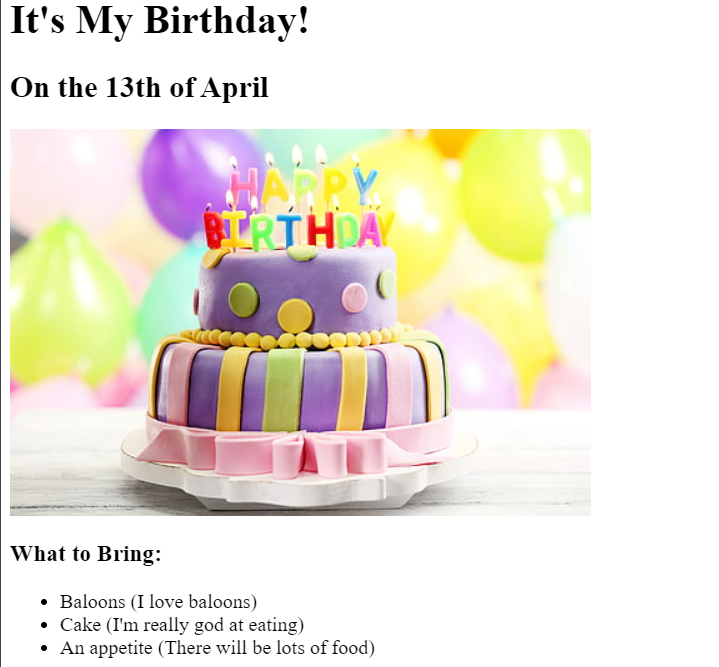 It's My Birthday!
On the 13th of April
HAPPY
BIRTHDAY
What to Bring:
Baloons (I love baloons)
Cake (I'm really god at eating)
An appetite (There will be lots of food)